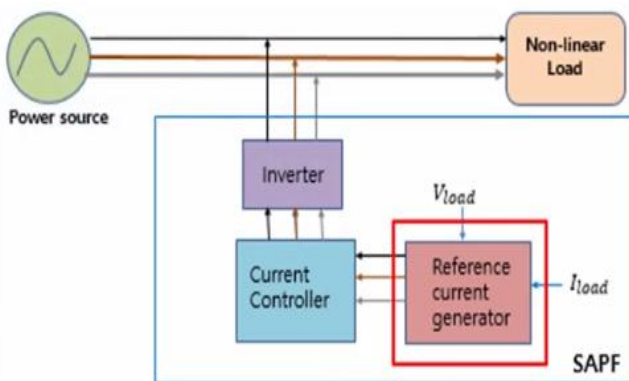 Power source
Non-linear
Load
Inverter
Current
Controller
Reference
current
generator
V_load
I_load
SAPF